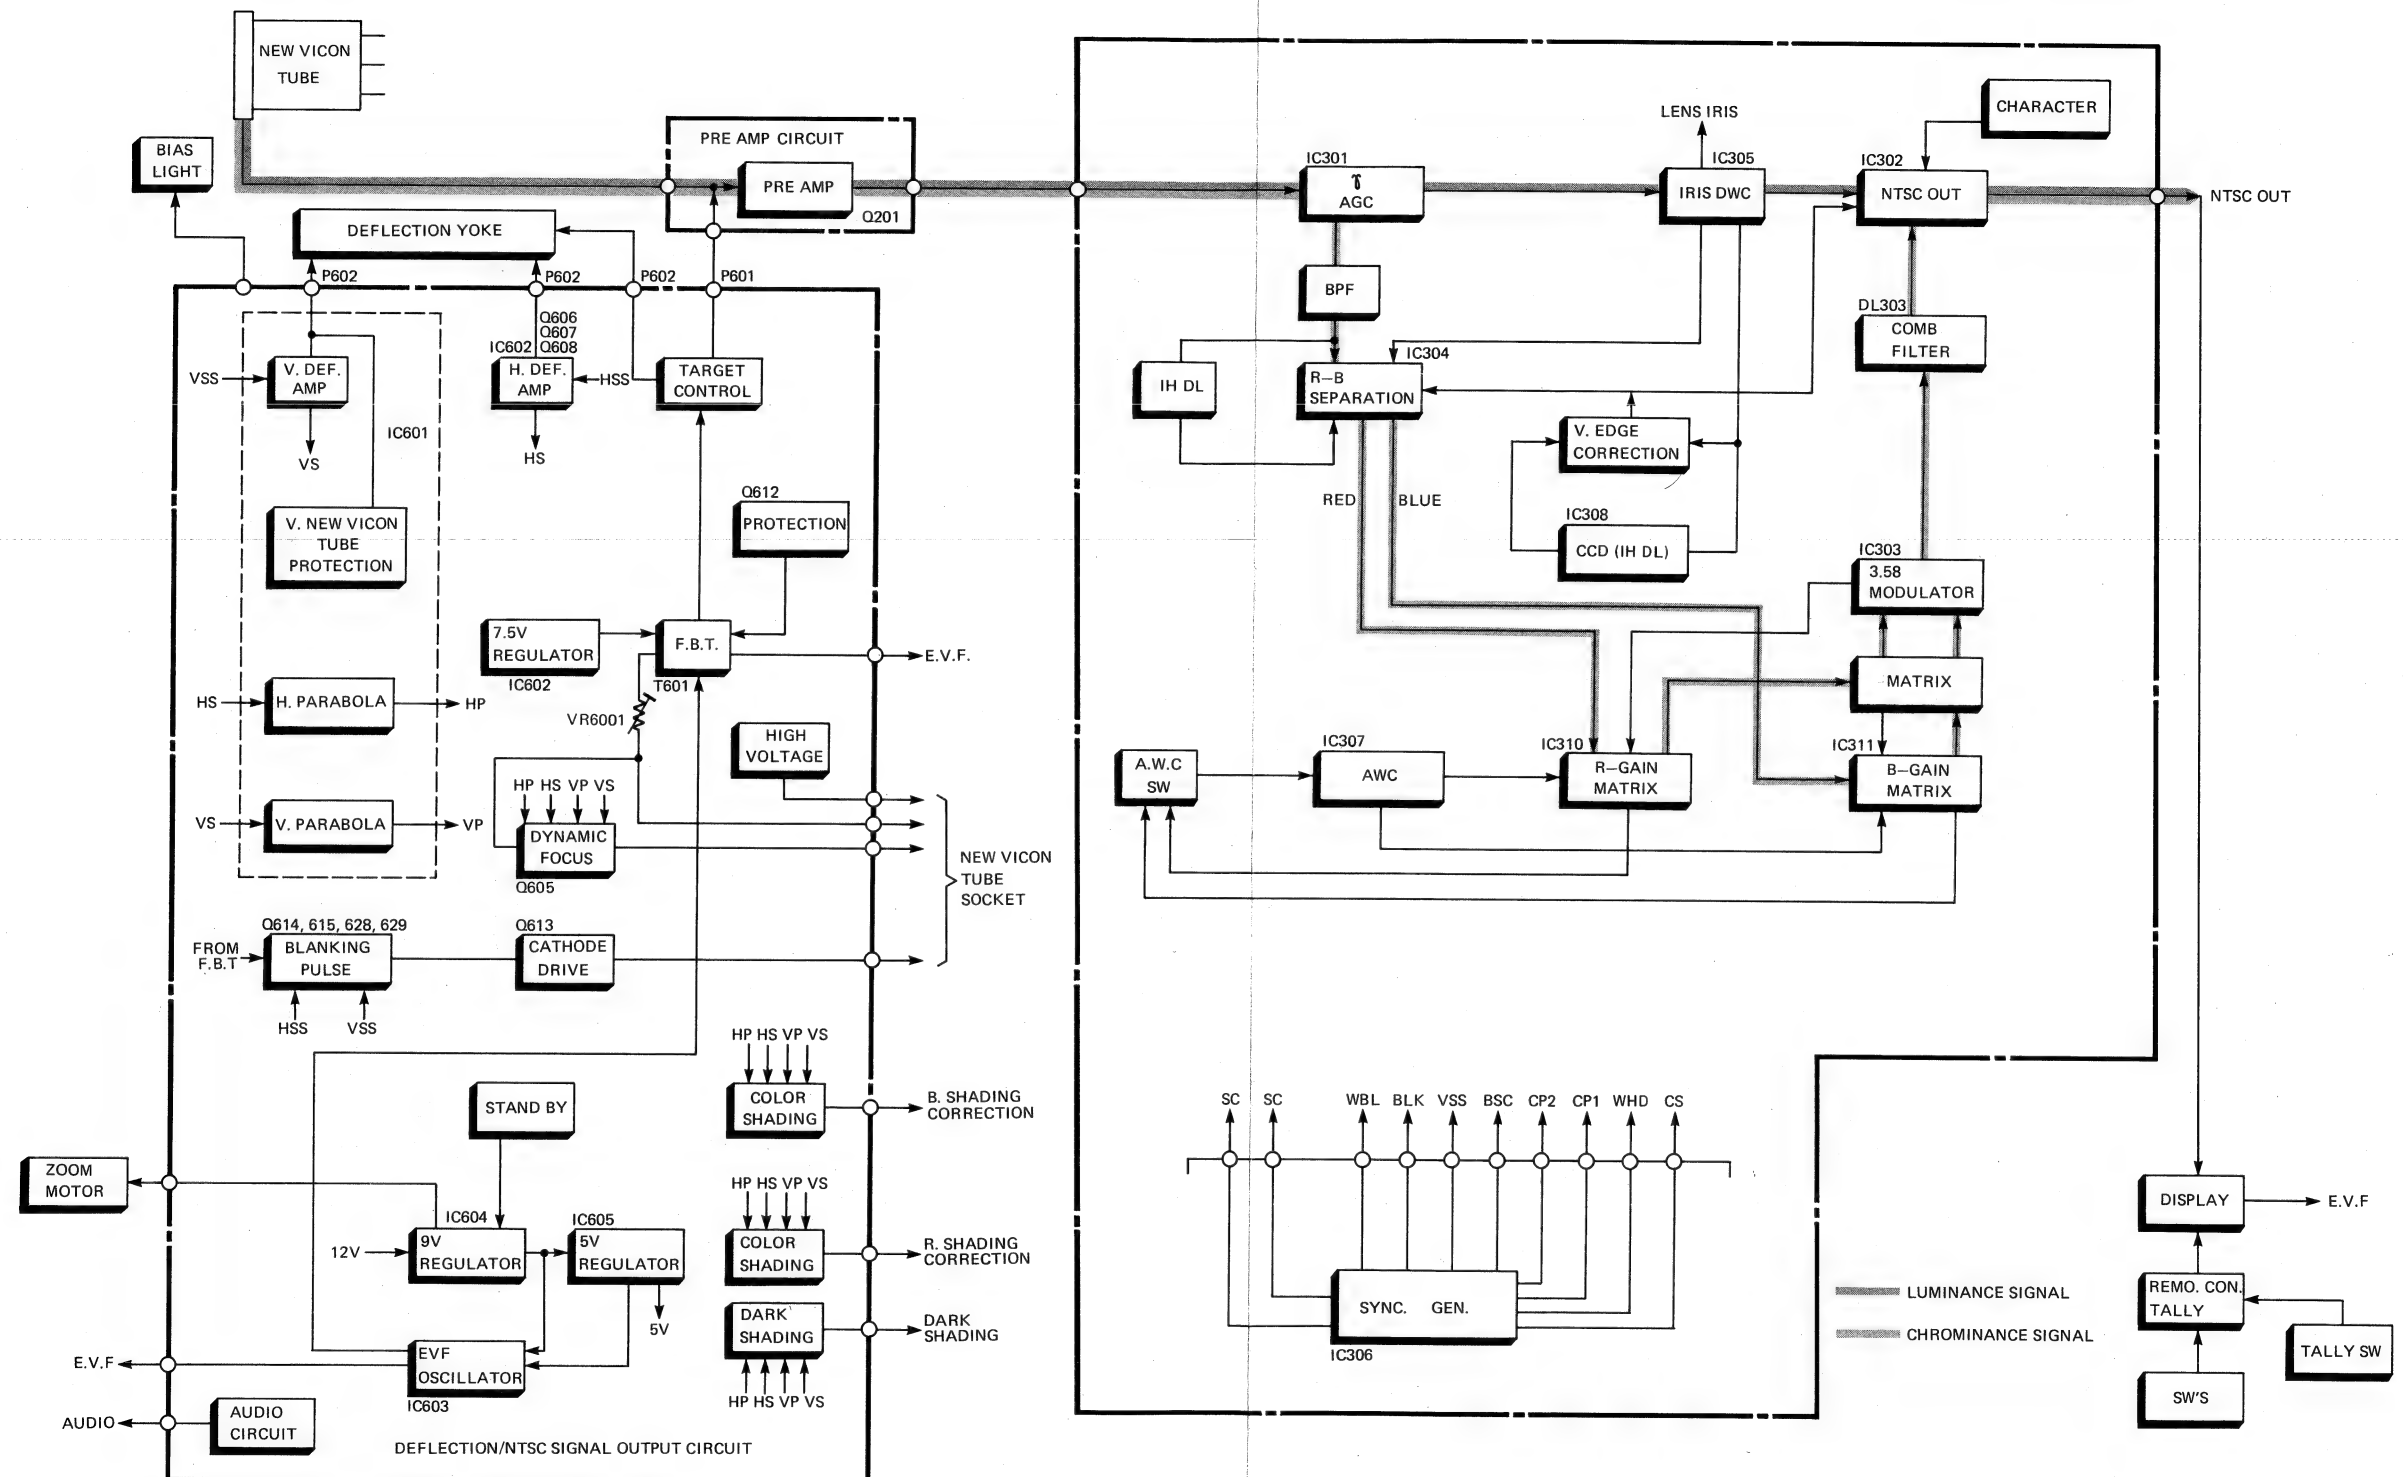 NEW VICON
TUBE
BIAS
LIGHT
PRE AMP CIRCUIT
PRE AMP
Q201
DEFLECTION YOKE
P602
P602
P602
P601
Q606
Q607
Q608
IC602
V. DEF.
AMP
VSS
VS
IC601
H. DEF.
AMP
HSS
HS
TARGET
CONTROL
V. NEW VICON
TUBE
PROTECTION
Q612
PROTECTION
7.5V
REGULATOR
IC602
F.B.T.
T601
E.V.F.
VR6001
HS
H. PARABOLA
HP
HIGH
VOLTAGE
VS
V. PARABOLA
VP
HP HS VP VS
DYNAMIC
FOCUS
Q605
NEW VICON
TUBE
SOCKET
Q614, 615, 628, 629
FROM
F.B.T
BLANKING
PULSE
HSS
VSS
Q613
CATHODE
DRIVE
HP HS VP VS
COLOR
SHADING
B. SHADING
CORRECTION
STAND BY
ZOOM
MOTOR
IC604
12V
9V
REGULATOR
IC605
5V
REGULATOR
5V
HP HS VP VS
COLOR
SHADING
R. SHADING
CORRECTION
DARK
SHADING
DARK
SHADING
HP HS VP VS
E.V.F
EVF
OSCILLATOR
IC603
AUDIO
AUDIO
CIRCUIT
DEFLECTION/NTSC SIGNAL OUTPUT CIRCUIT
IC301
AGC
LENS IRIS
IC305
IRIS DWC
IC302
NTSC OUT
CHARACTER
NTSC OUT
BPF
IH DL
IC304
R–B
SEPARATION
DL303
COMB
FILTER
V. EDGE
CORRECTION
RED
BLUE
IC308
CCD (IH DL)
IC303
3.58
MODULATOR
MATRIX
A.W.C
SW
IC307
AWC
IC310
R–GAIN
MATRIX
IC311
B–GAIN
MATRIX
SC SC WBL BLK VSS BSC CP2 CP1 WHD CS
SYNC. GEN.
IC306
LUMINANCE SIGNAL
CHROMINANCE SIGNAL
DISPLAY
E.V.F
REMO. CON.
TALLY
TALLY SW
SW'S